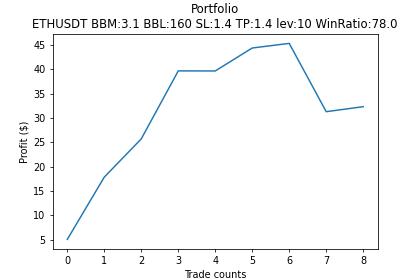 Portfolio
ETHUSDT BBM:3.1 BBL:160 SL:1.4 TP:1.4 lev:10 WinRatio:78.0
45
40
35
30
25
20
15
10
5
Profit ($)
0 1 2 3 4 5 6 7 8
Trade counts